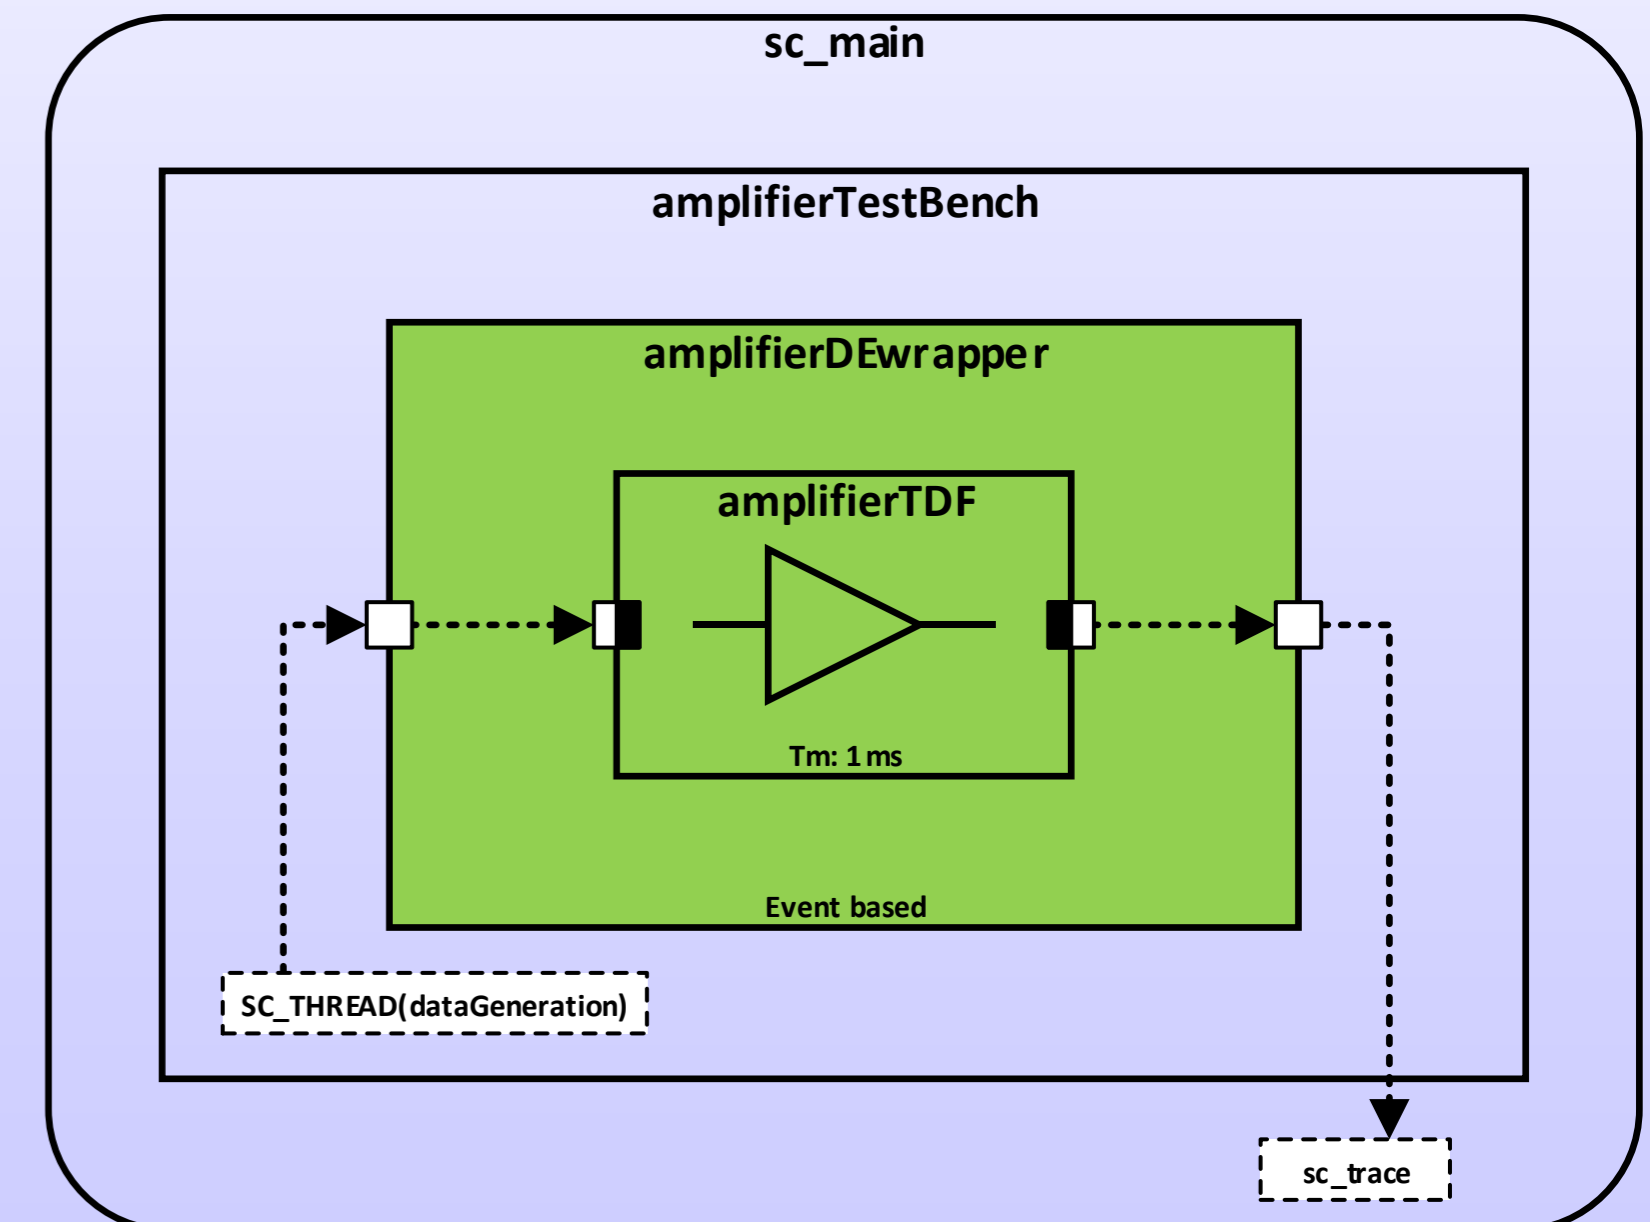 sc_main
amplifierTestBench
amplifierDEwrapper
amplifierTDF
Tm: 1 ms
Event based
SC_THREAD(dataGeneration)
sc_trace